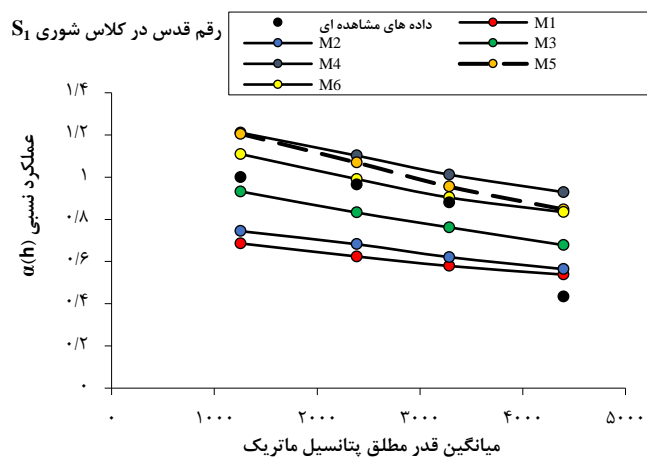 رقم قدس در کلاس شوری S₁
داده های مشاهده ای
M1
M2
M3
M4
M5
M6
عملکرد نسبی α(h)
۱/۴
۱/۲
۱
۰/۸
۰/۶
۰/۴
۰/۲
۰
۰ ۱۰۰۰ ۲۰۰۰ ۳۰۰۰ ۴۰۰۰ ۵۰۰۰
میانگین قدر مطلق پتانسیل ماتریک